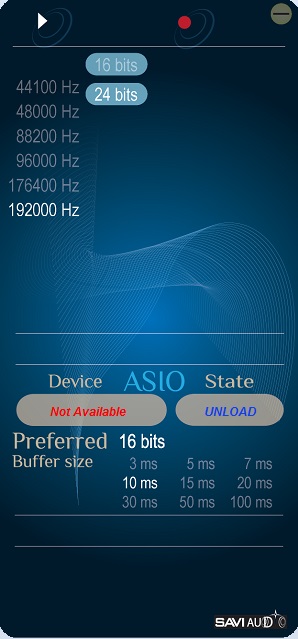 16 bits
24 bits
44100 Hz
48000 Hz
88200 Hz
96000 Hz
176400 Hz
192000 Hz
Device ASIO State
Not Available UNLOAD
Preferred 16 bits
Buffer size
3 ms 5 ms 7 ms
10 ms 15 ms 20 ms
30 ms 50 ms 100 ms
SAVI AUDIO